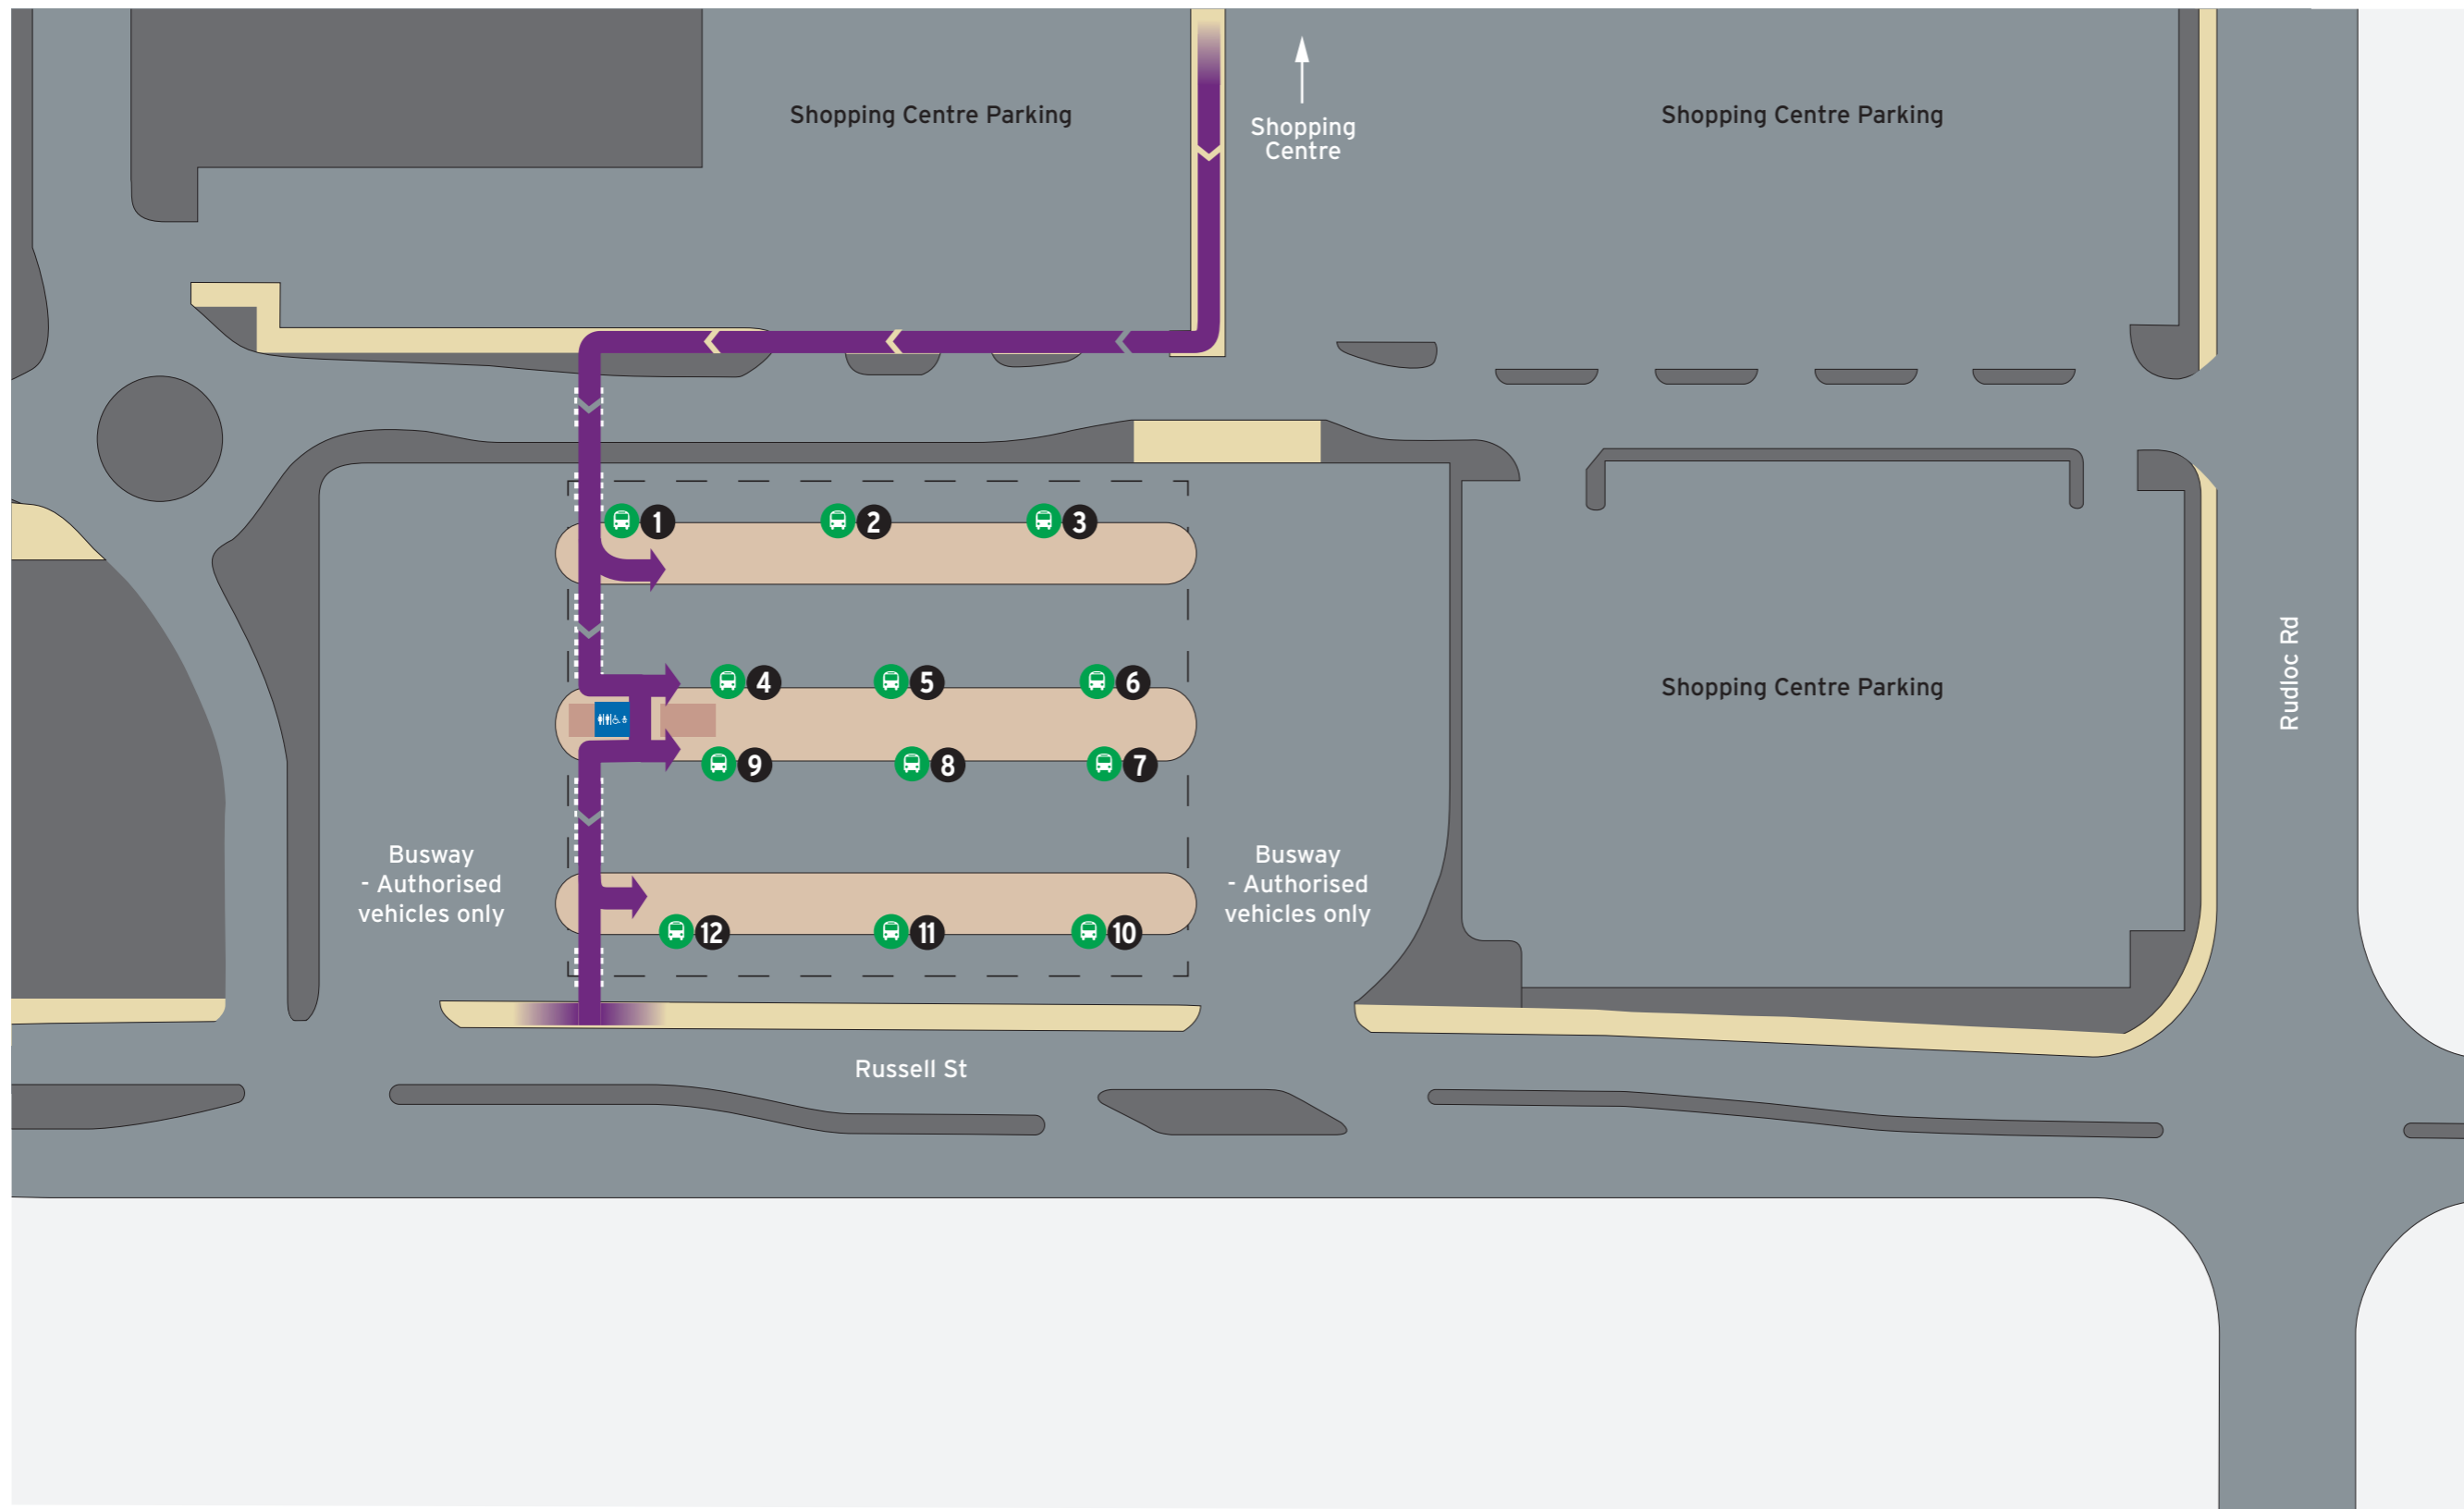 Shopping Centre Parking
Shopping Centre Parking
Shopping
Centre
1
2
3
4
5
6
Shopping Centre Parking
Rudloc Rd
9
8
7
Busway
- Authorised
vehicles only
Busway
- Authorised
vehicles only
12
11
10
Russell St